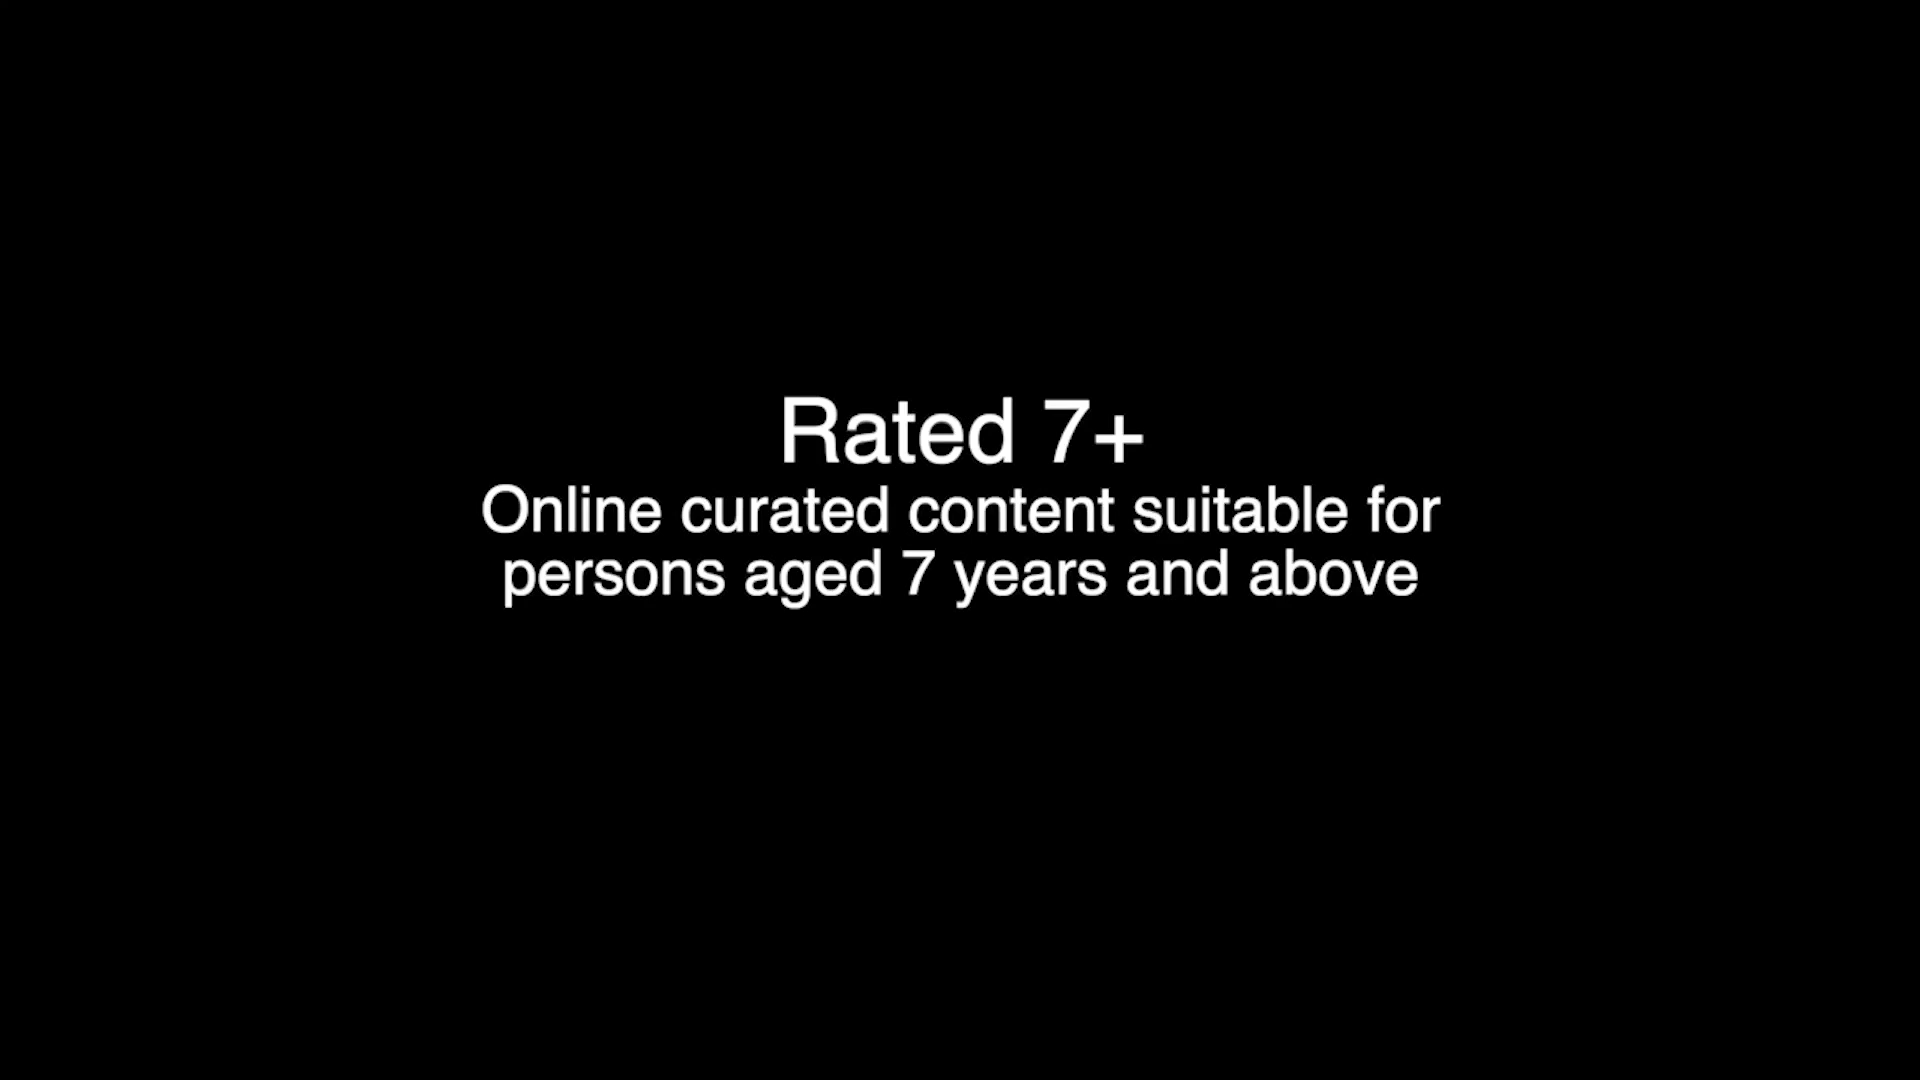 Rated 7+
Online curated content suitable for
persons aged 7 years and above